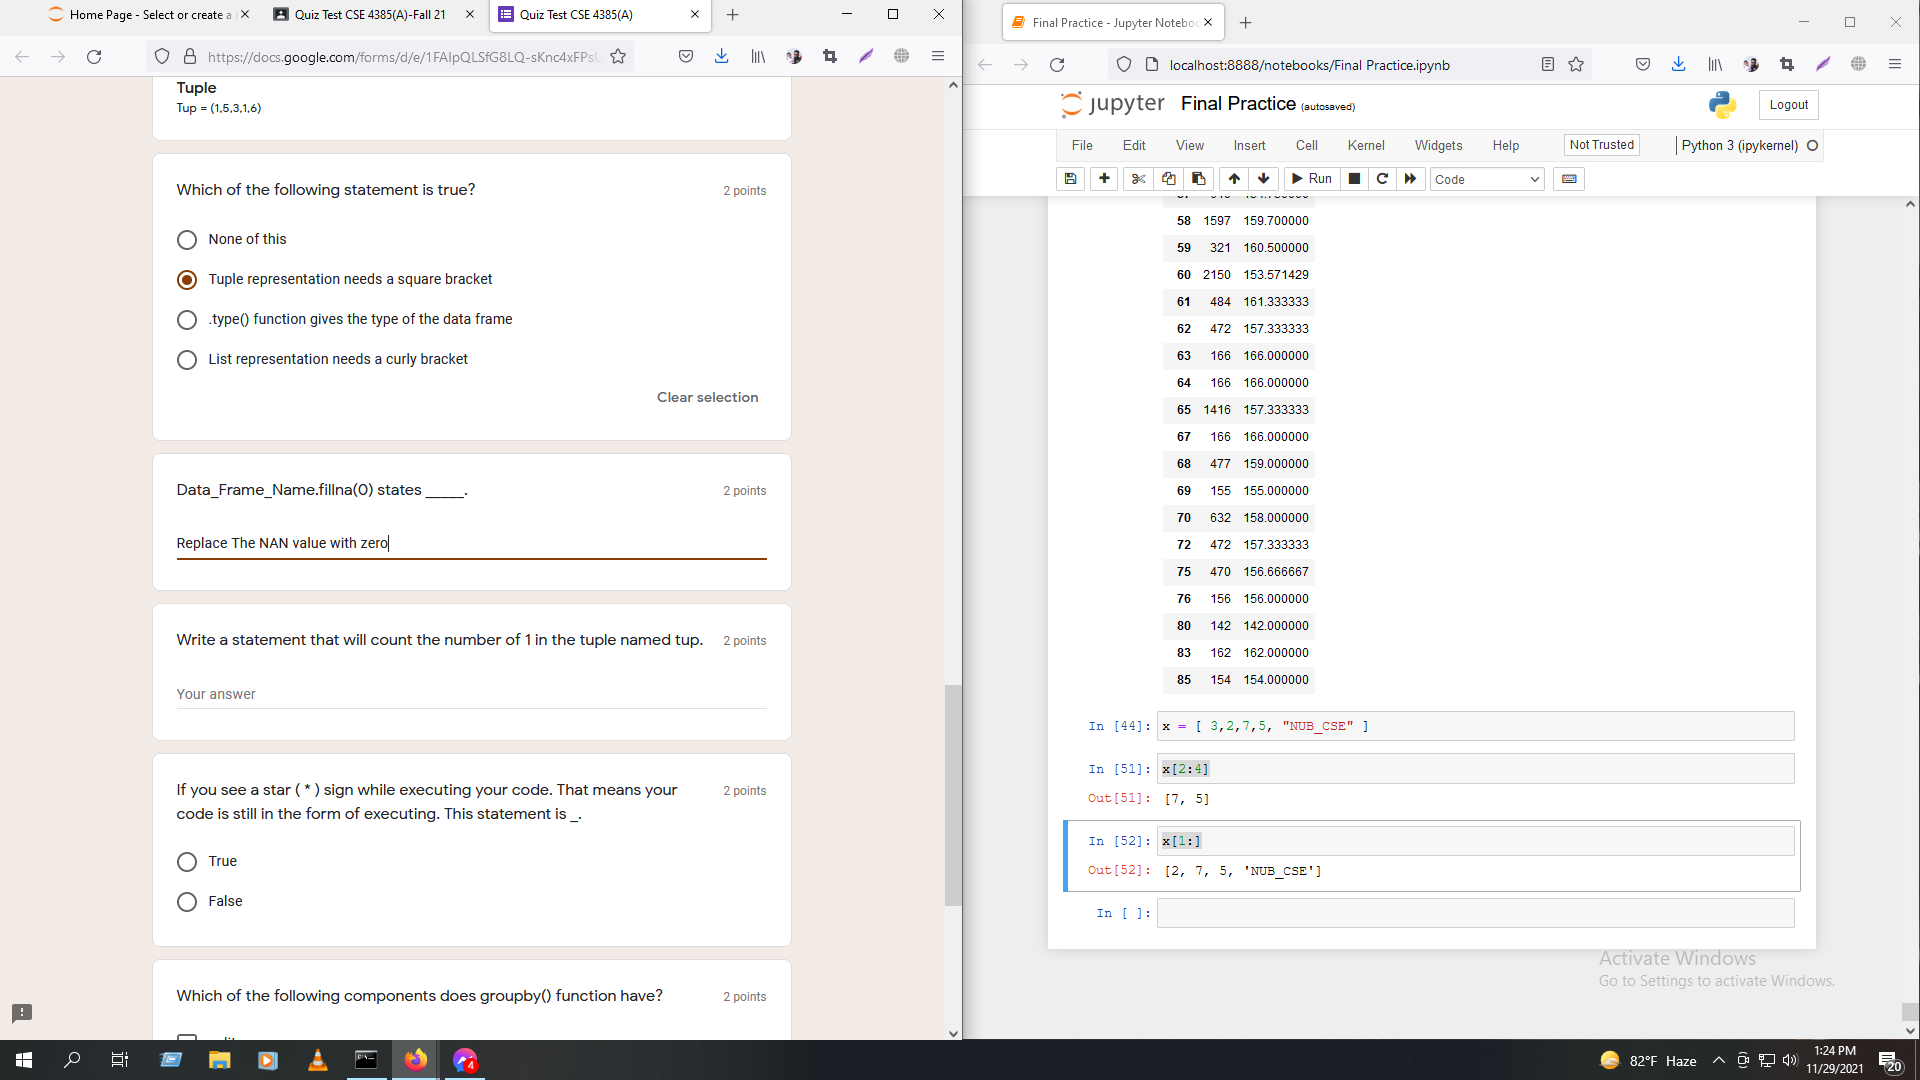 Home Page - Select or create a
Quiz Test CSE 4385(A)-Fall 21
Quiz Test CSE 4385(A)
https://docs.google.com/forms/d/e/1FAIpQLSfG8LQ-sKnc4xFPsU
Tuple
Tup = (1,5,3,1,6)
Which of the following statement is true?
2 points
None of this
Tuple representation needs a square bracket
.type() function gives the type of the data frame
List representation needs a curly bracket
Clear selection
Data_Frame_Name.fillna(0) states _____.
2 points
Replace The NAN value with zero
Write a statement that will count the number of 1 in the tuple named tup.
2 points
Your answer
If you see a star ( * ) sign while executing your code. That means your
code is still in the form of executing. This statement is _.
2 points
True
False
Which of the following components does groupby() function have?
2 points
Final Practice - Jupyter Notebo
localhost:8888/notebooks/Final Practice.ipynb
jupyter Final Practice (autosaved)
Logout
File Edit View Insert Cell Kernel Widgets Help
Not Trusted
Python 3 (ipykernel)
Run
Code
58 1597 159.700000
59 321 160.500000
60 2150 153.571429
61 484 161.333333
62 472 157.333333
63 166 166.000000
64 166 166.000000
65 1416 157.333333
67 166 166.000000
68 477 159.000000
69 155 155.000000
70 632 158.000000
72 472 157.333333
75 470 156.666667
76 156 156.000000
80 142 142.000000
83 162 162.000000
85 154 154.000000
In [44]: x = [ 3,2,7,5, "NUB_CSE" ]
In [51]: x[2:4]
Out[51]: [7, 5]
In [52]: x[1:]
Out[52]: [2, 7, 5, 'NUB_CSE']
In [ ]:
Activate Windows
Go to Settings to activate Windows.
4
82°F Haze
1:24 PM
11/29/2021
20